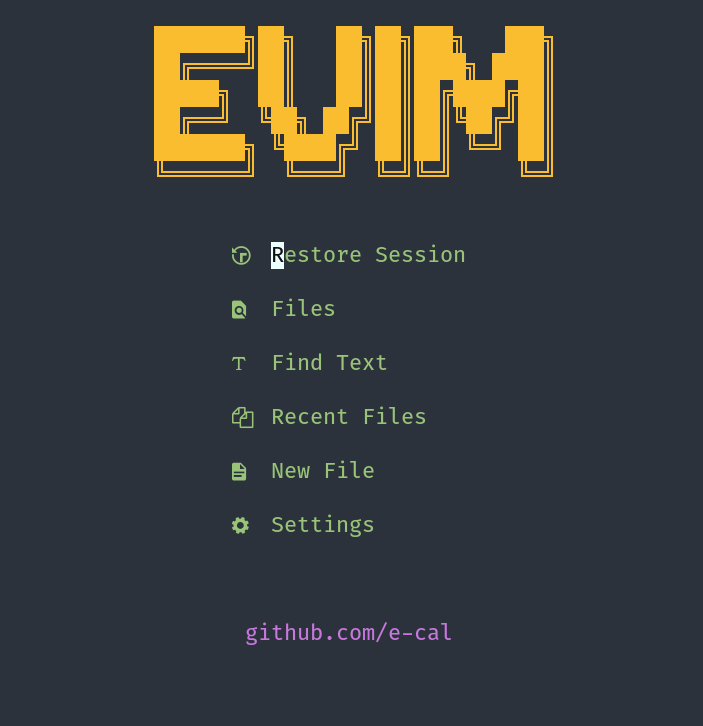 EVIM
Restore Session
Files
Find Text
Recent Files
New File
Settings
github.com/e-cal